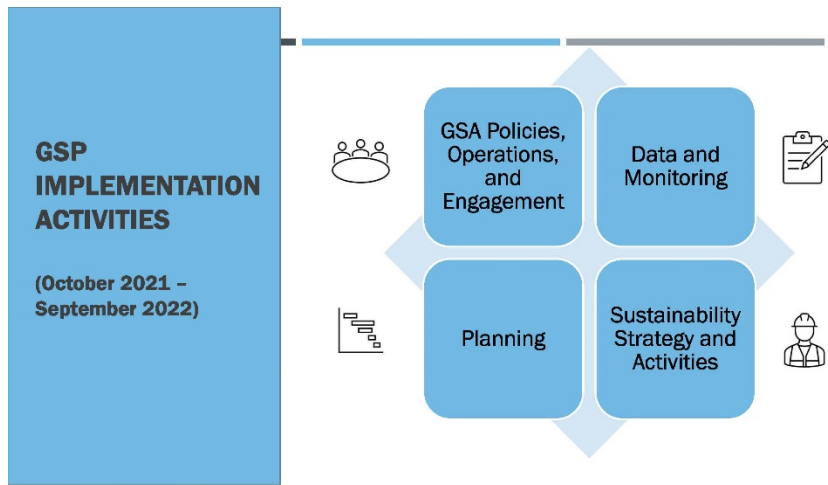 GSP
IMPLEMENTATION
ACTIVITIES
(October 2021 –
September 2022)
GSA Policies,
Operations,
and
Engagement
Data and
Monitoring
Planning
Sustainability
Strategy and
Activities